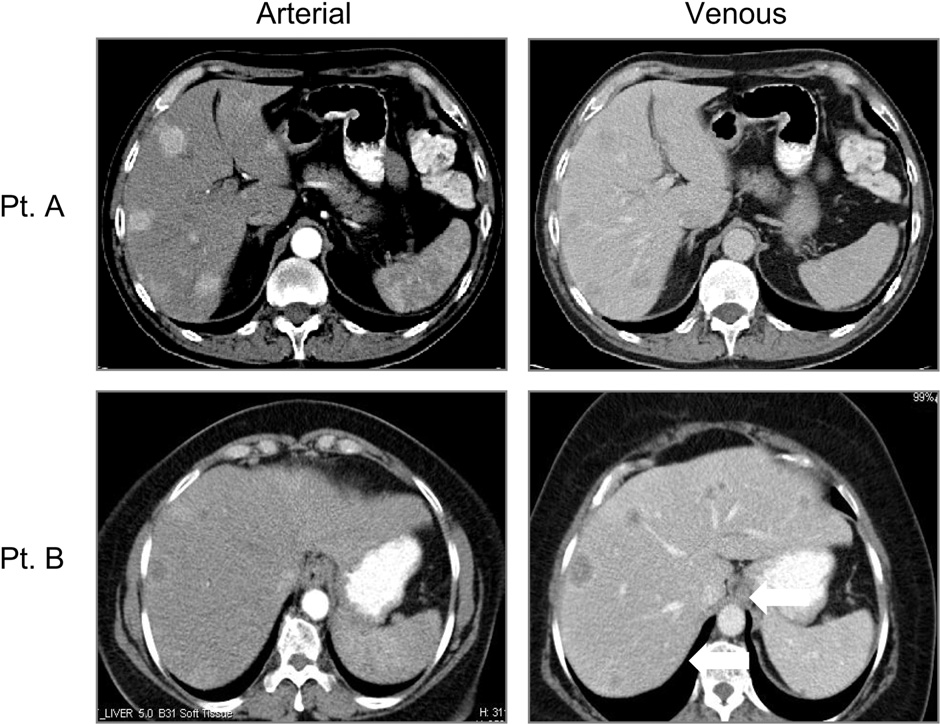 Arterial Venous
Pt. A
99%
Pt. B
_LIVER 5.0 B31 Soft Tissue
H: 31